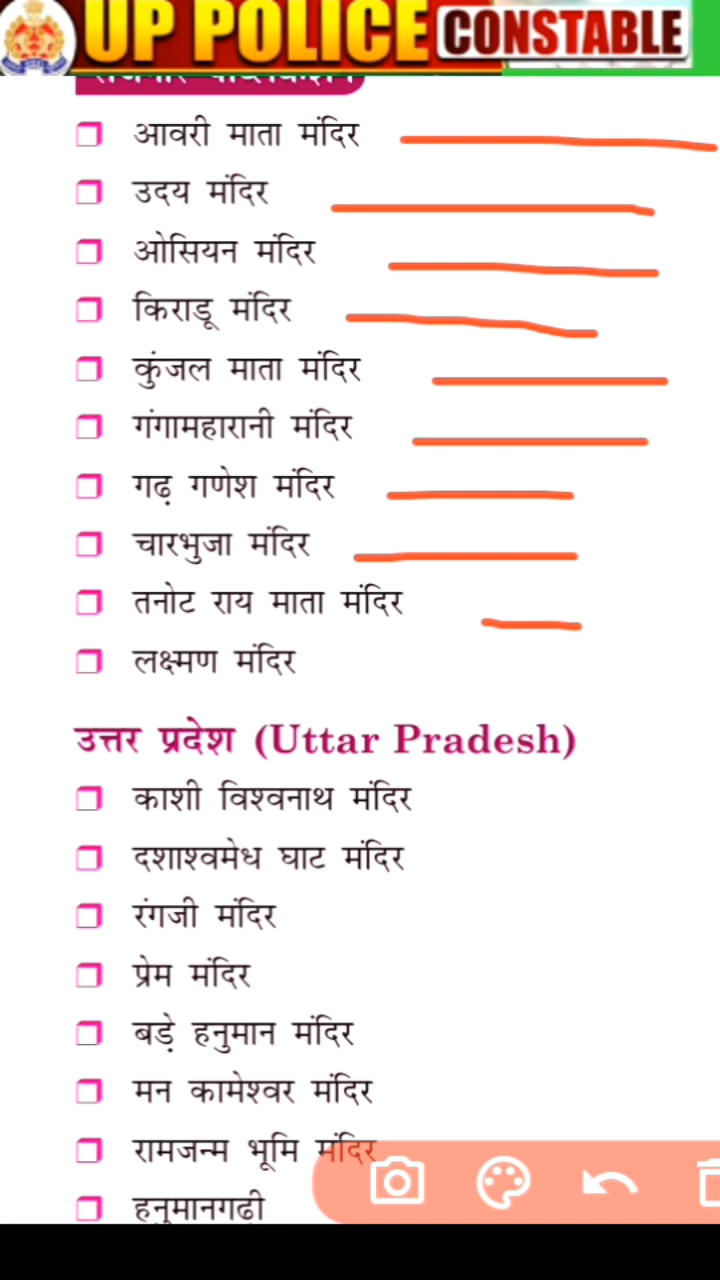 UP POLICE CONSTABLE
आवरी माता मंदिर
उदय मंदिर
ओसियन मंदिर
किराडू मंदिर
कुंजल माता मंदिर
गंगामहारानी मंदिर
गढ़ गणेश मंदिर
चारभुजा मंदिर
तनोट राय माता मंदिर
लक्ष्मण मंदिर
उत्तर प्रदेश (Uttar Pradesh)
काशी विश्वनाथ मंदिर
दशाश्वमेध घाट मंदिर
रंगजी मंदिर
प्रेम मंदिर
बड़े हनुमान मंदिर
मन कामेश्वर मंदिर
रामजन्म भूमि मंदिर
हनुमानगढी